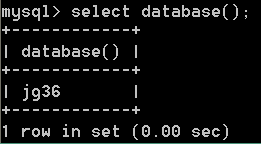 mysql> select database();
+------------+
| database() |
+------------+
| jg36       |
+------------+
1 row in set (0.00 sec)